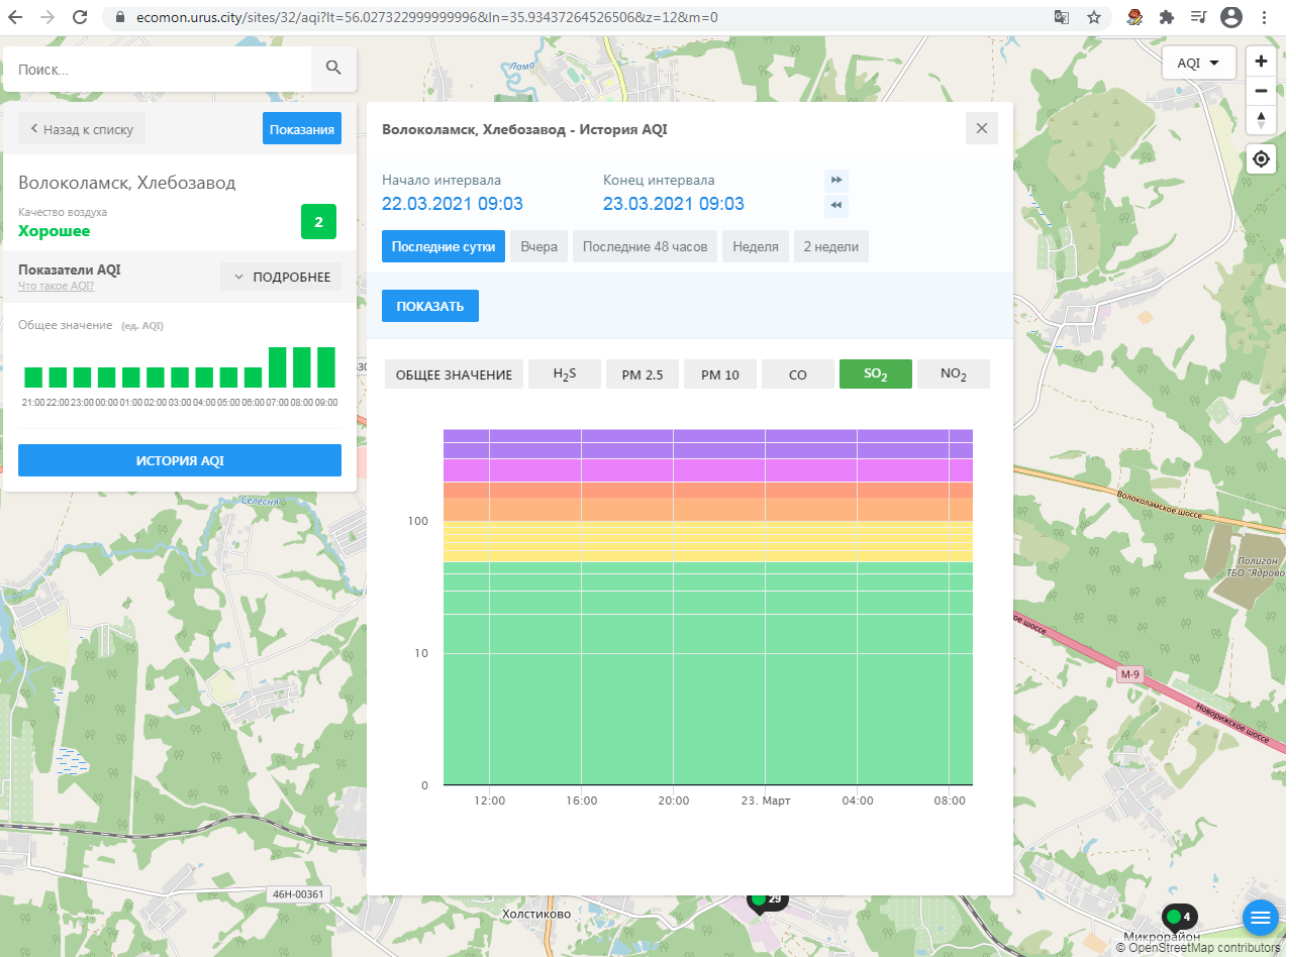 ecomon.urus.city/sites/32/aqi?lt=56.027322999999996&ln=35.93437264526506&z=12&m=0
Поиск...
Лама
AQI
Назад к списку
Показания
Волоколамск, Хлебозавод
Качество воздуха
Хорошее
2
Показатели AQI
Что такое AQI?
ПОДРОБНЕЕ
Общее значение (ед. AQI)
21:00 22:00 23:00 00:00 01:00 02:00 03:00 04:00 05:00 06:00 07:00 08:00 09:00
ИСТОРИЯ AQI
Волоколамск, Хлебозавод - История AQI
Начало интервала
22.03.2021 09:03
Конец интервала
23.03.2021 09:03
Последние сутки
Вчера
Последние 48 часов
Неделя
2 недели
ПОКАЗАТЬ
ОБЩЕЕ ЗНАЧЕНИЕ
H2S
PM 2.5
PM 10
CO
SO2
NO2
100
10
0
12:00
16:00
20:00
23. Март
04:00
08:00
Селесня
Волоколамское шоссе
Полигон
ТБО "Ядрово
ое шоссе
М-9
Новорижское шоссе
46Н-00361
Холстиково
29
4
Микрорайон
© OpenStreetMap contributors